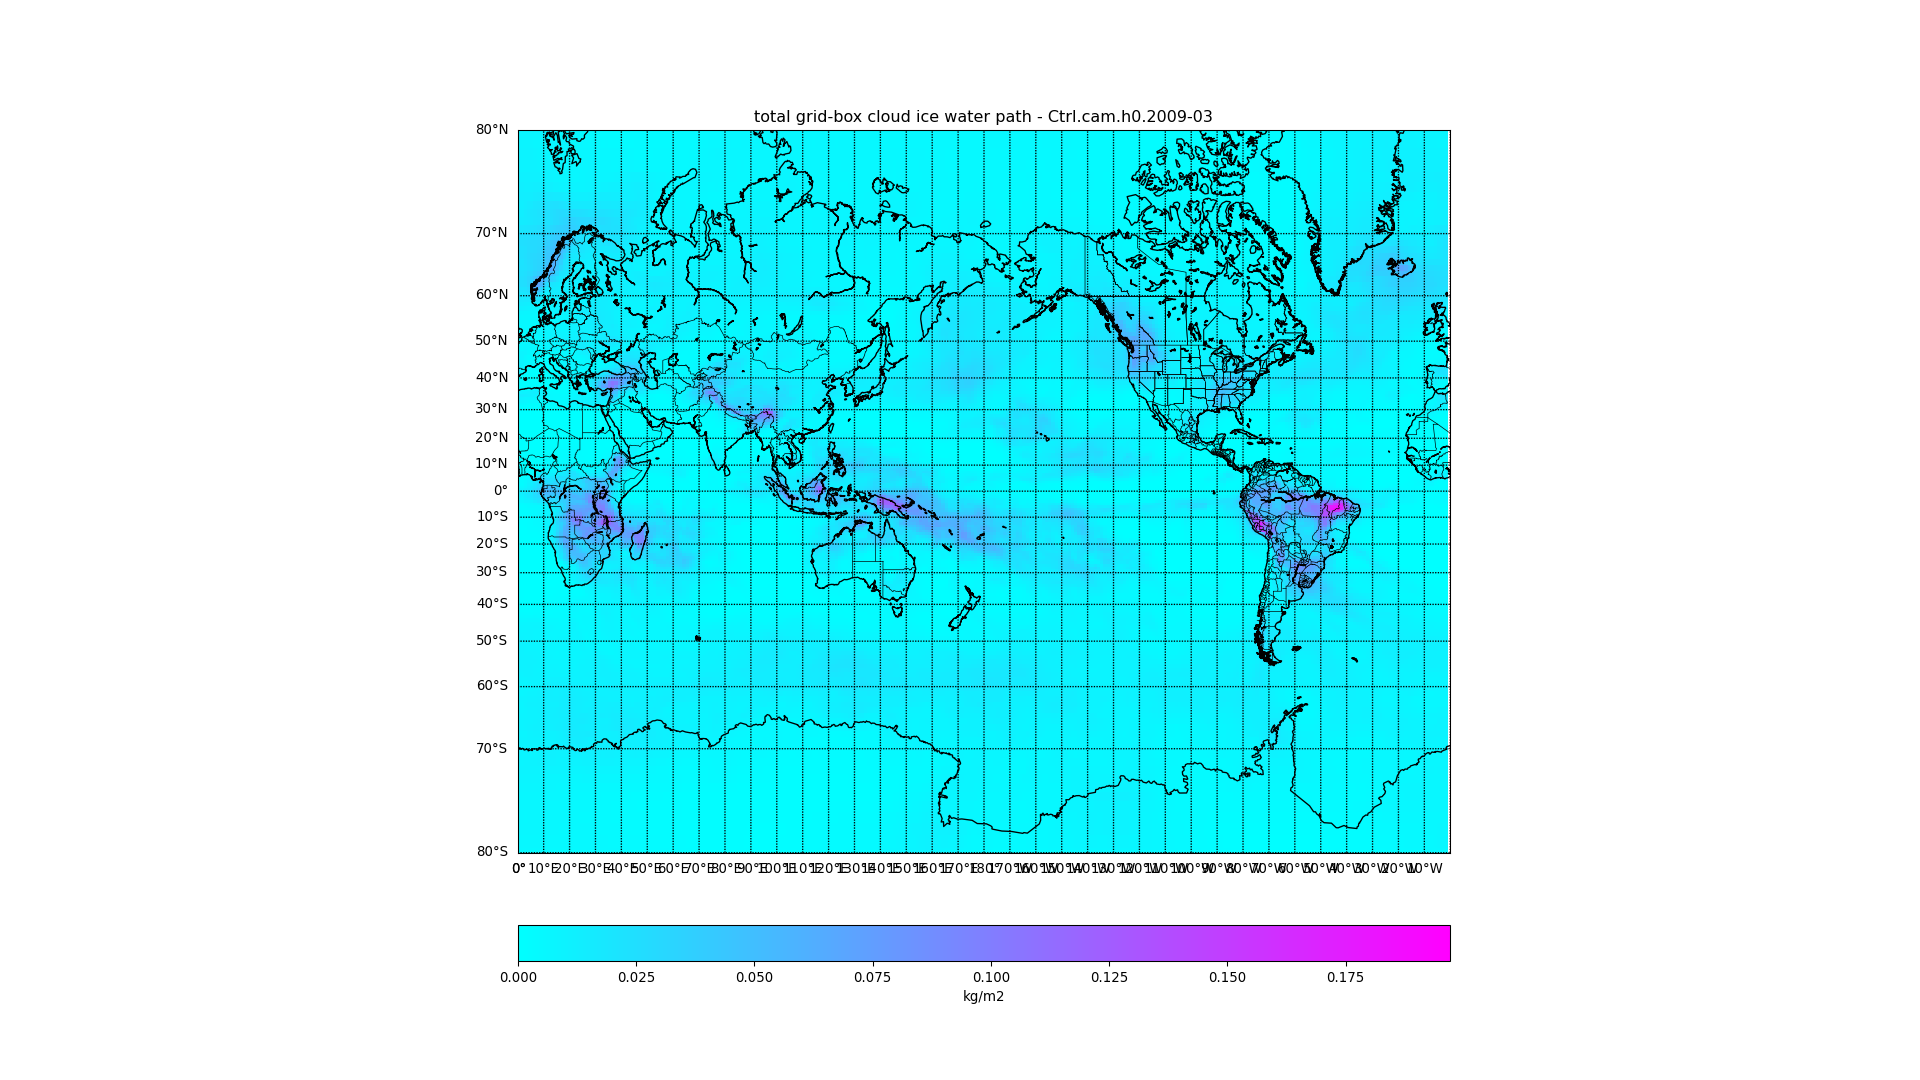 total grid-box cloud ice water path - Ctrl.cam.h0.2009-03
80°N
70°N
60°N
50°N
40°N
30°N
20°N
10°N
0°
10°S
20°S
30°S
40°S
50°S
60°S
70°S
80°S
0° 10°E 20°E 30°E 40°E 50°E 60°E 70°E 80°E 90°E 100°E 110°E 120°E 130°E 140°E 150°E 160°E 170°E 180° 170°W 160°W 150°W 140°W 130°W 120°W 110°W 100°W 90°W 80°W 70°W 60°W 50°W 40°W 30°W 20°W 10°W
0.000 0.025 0.050 0.075 0.100 0.125 0.150 0.175
kg/m2